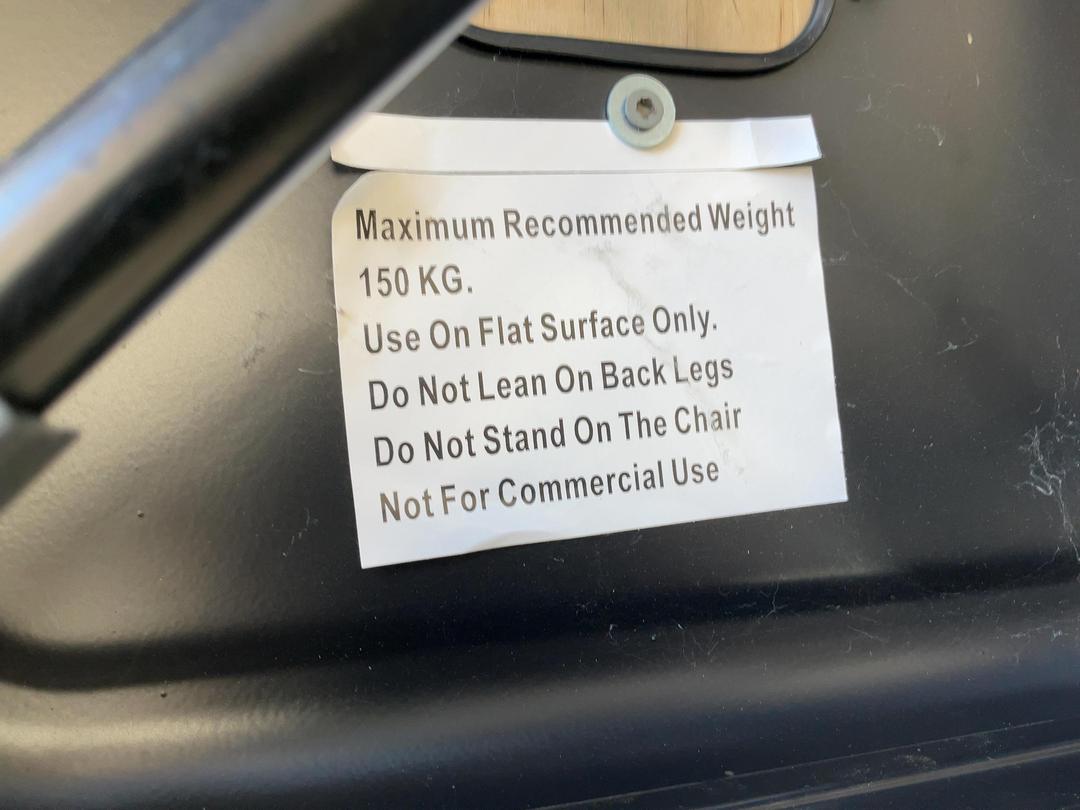 Maximum Recommended Weight
150 KG.
Use On Flat Surface Only.
Do Not Lean On Back Legs
Do Not Stand On The Chair
Not For Commercial Use